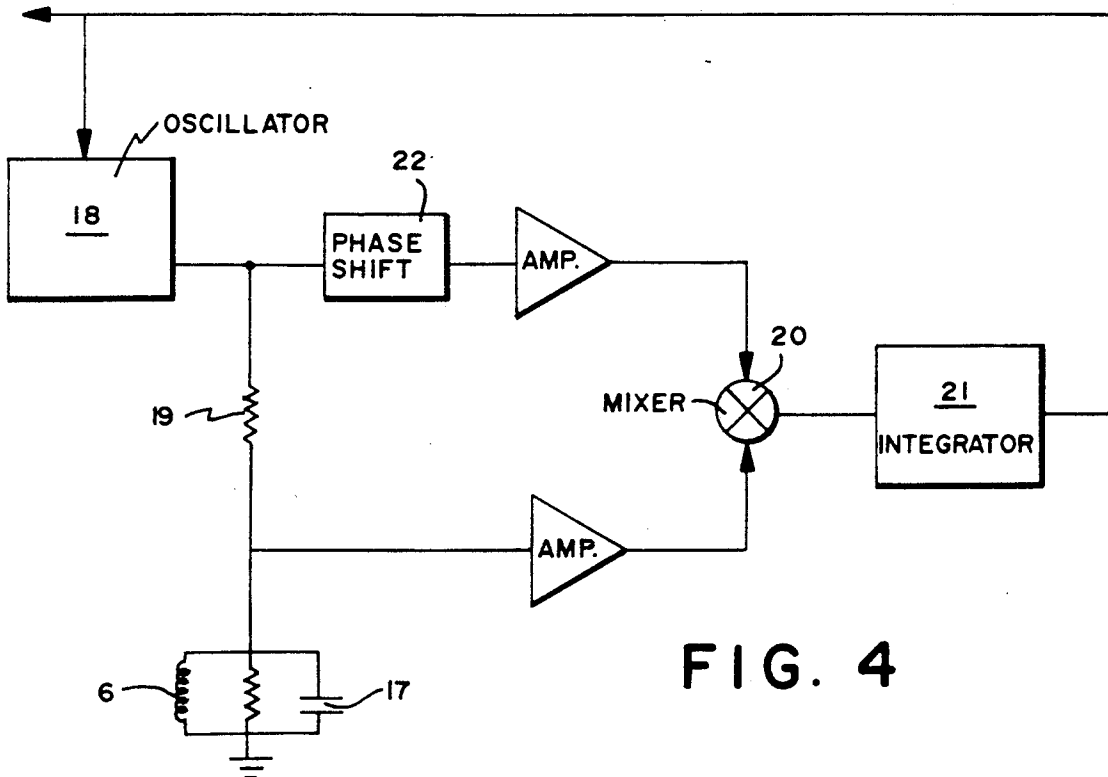 OSCILLATOR
18
22
PHASE
SHIFT
AMP.
20
MIXER
21
INTEGRATOR
19
AMP.
6
17
FIG. 4